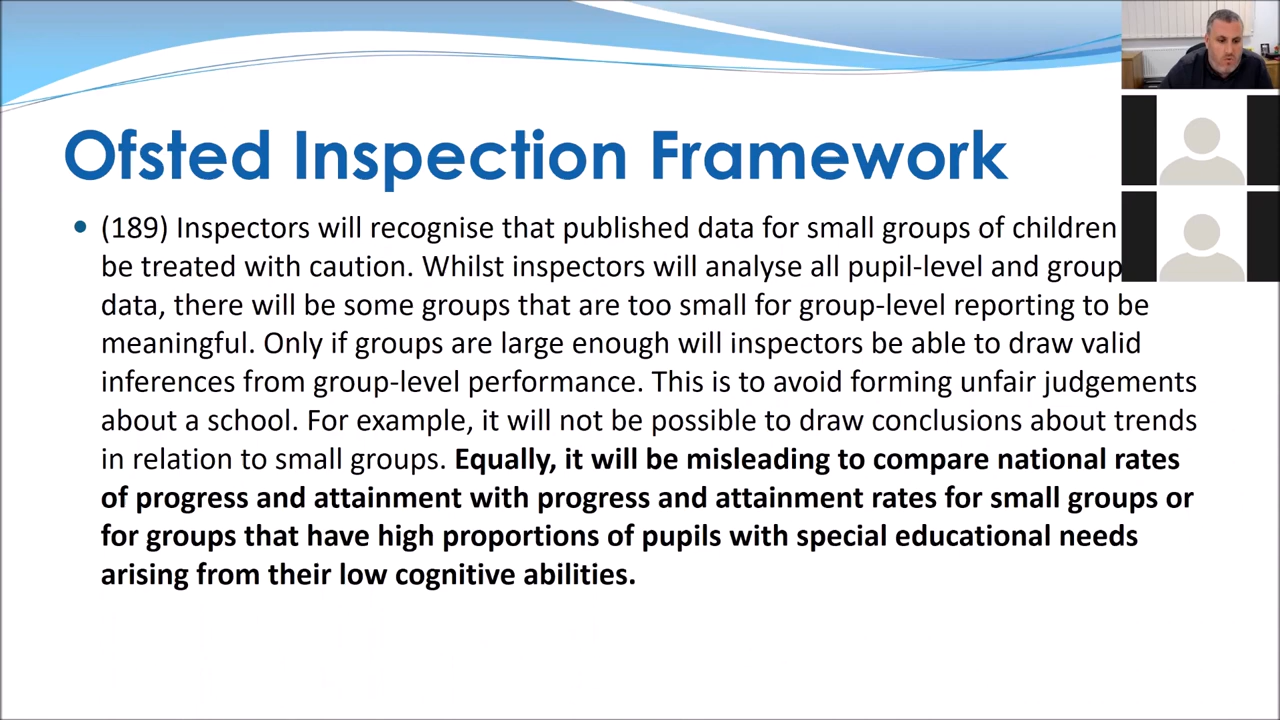 Ofsted Inspection Framework
• (189) Inspectors will recognise that published data for small groups of children
be treated with caution. Whilst inspectors will analyse all pupil-level and group
data, there will be some groups that are too small for group-level reporting to be
meaningful. Only if groups are large enough will inspectors be able to draw valid
inferences from group-level performance. This is to avoid forming unfair judgements
about a school. For example, it will not be possible to draw conclusions about trends
in relation to small groups. Equally, it will be misleading to compare national rates
of progress and attainment with progress and attainment rates for small groups or
for groups that have high proportions of pupils with special educational needs
arising from their low cognitive abilities.